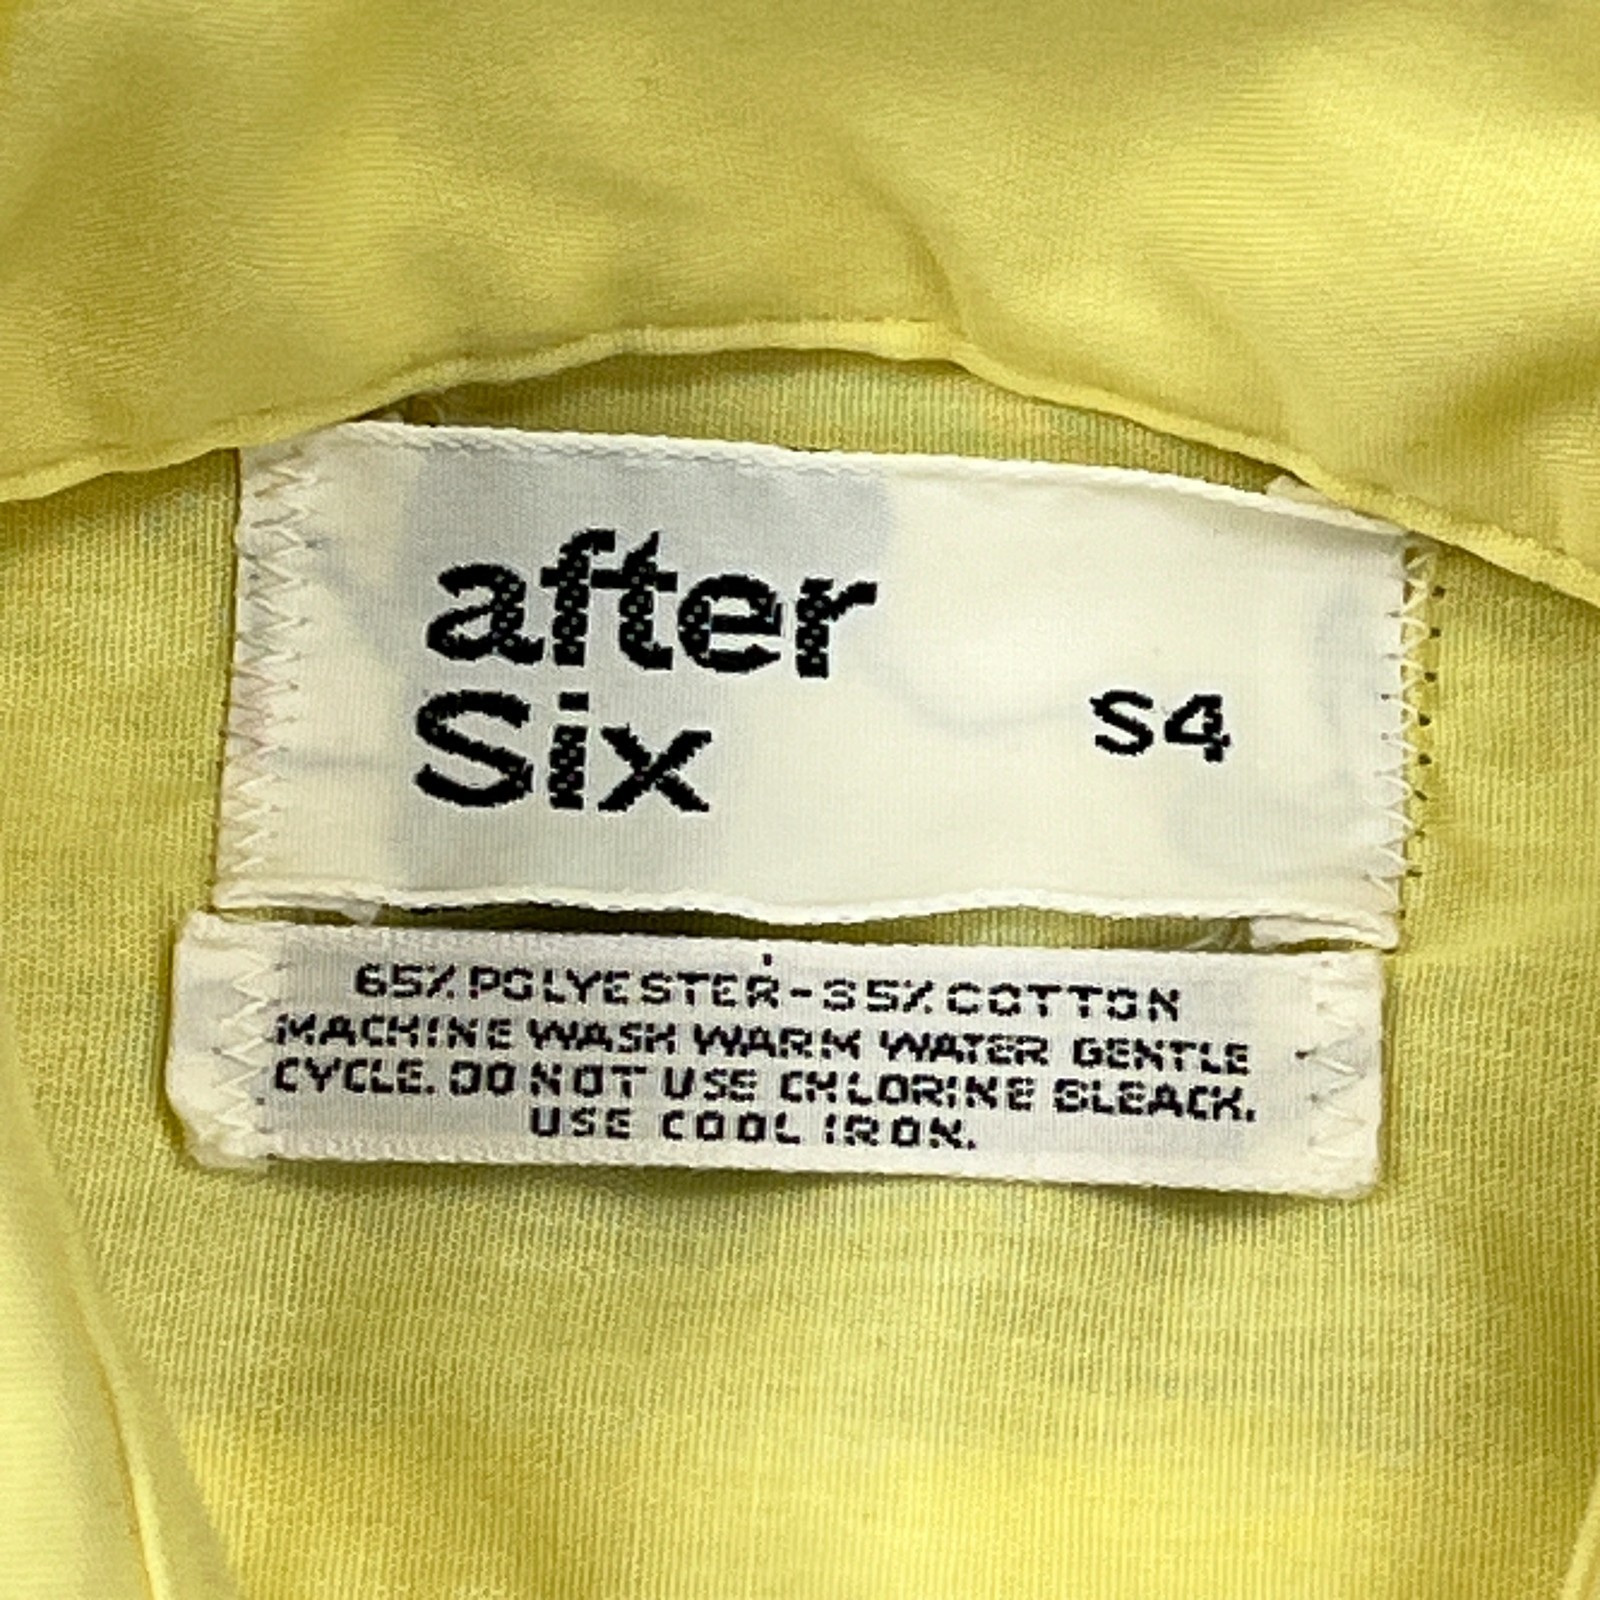 after
Six
S4
65% POLYESTER-35% COTTON
MACHINE WASH WARM WATER GENTLE
CYCLE. DO NOT USE CHLORINE BLEACH.
USE COOL IRON.